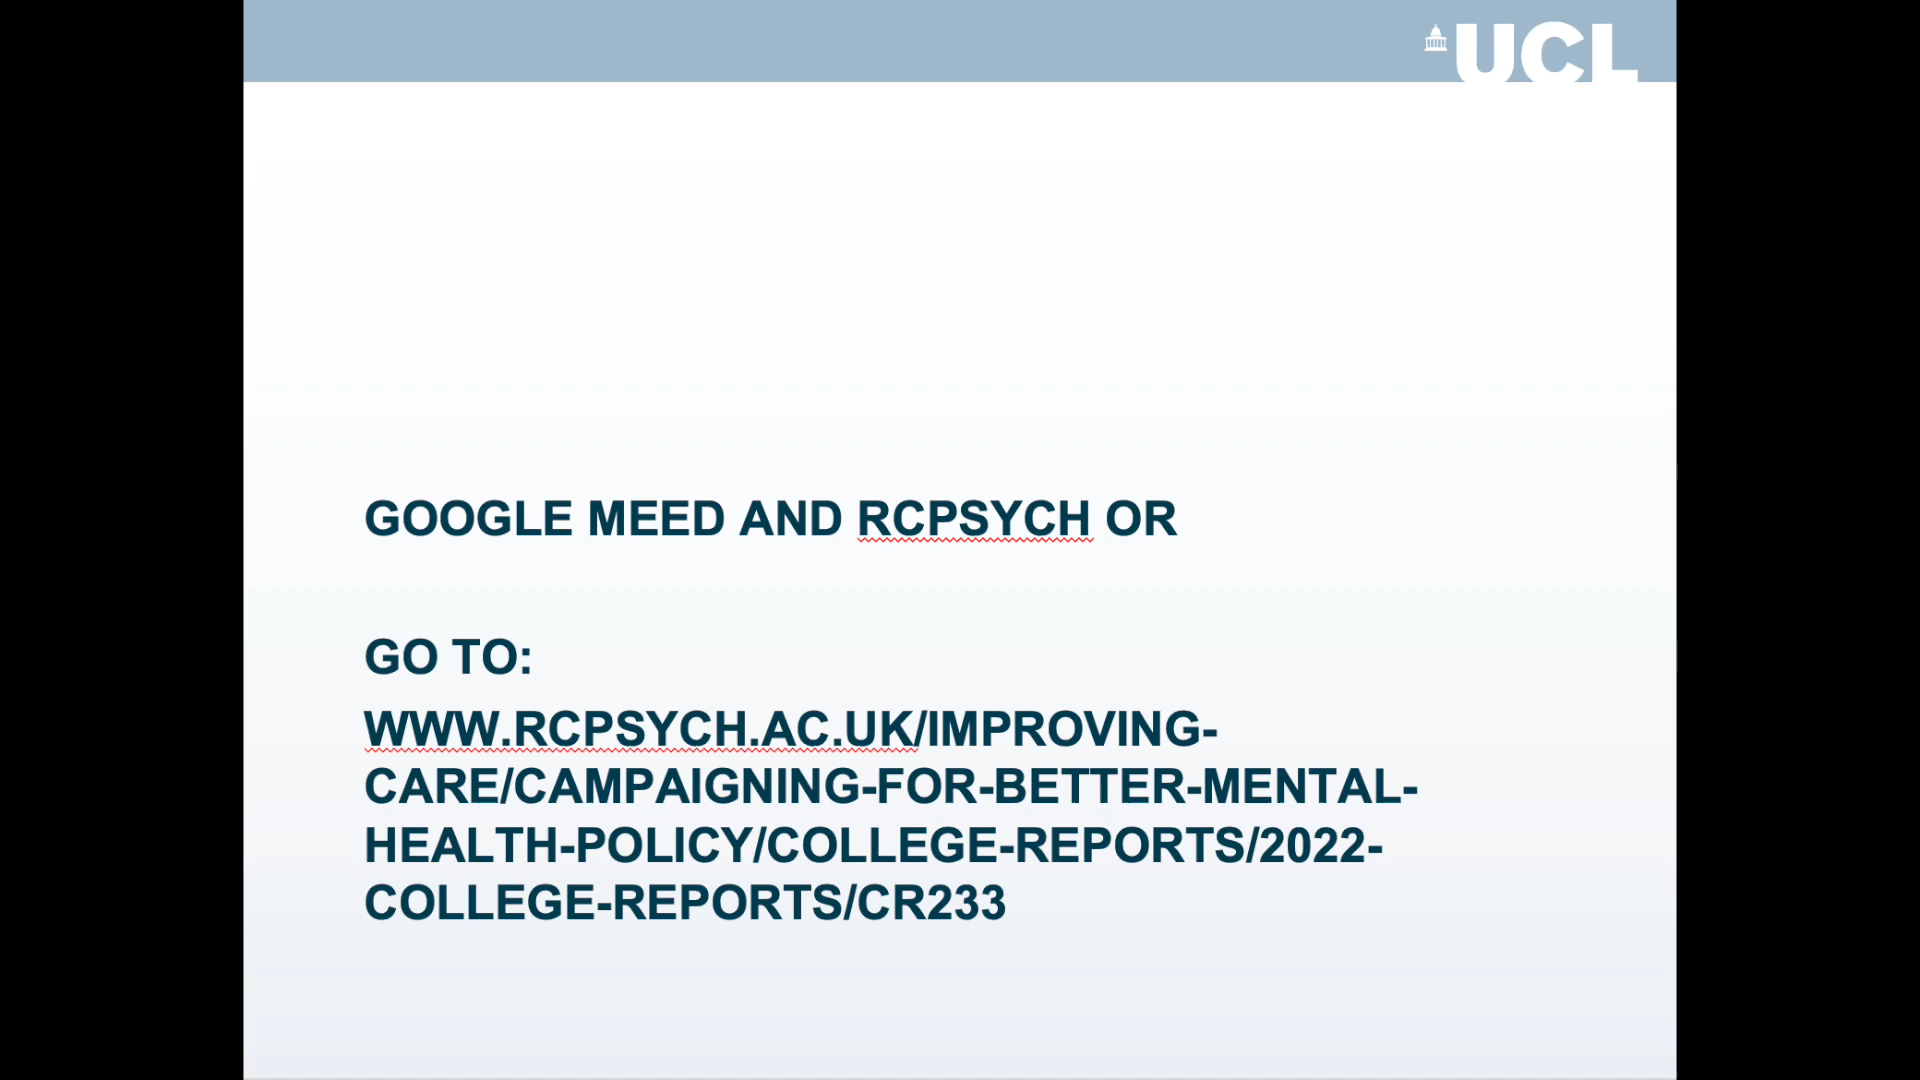 UCL
GOOGLE MEED AND RCPSYCH OR
GO TO:
WWW.RCPSYCH.AC.UK/IMPROVING-
CARE/CAMPAIGNING-FOR-BETTER-MENTAL-
HEALTH-POLICY/COLLEGE-REPORTS/2022-
COLLEGE-REPORTS/CR233